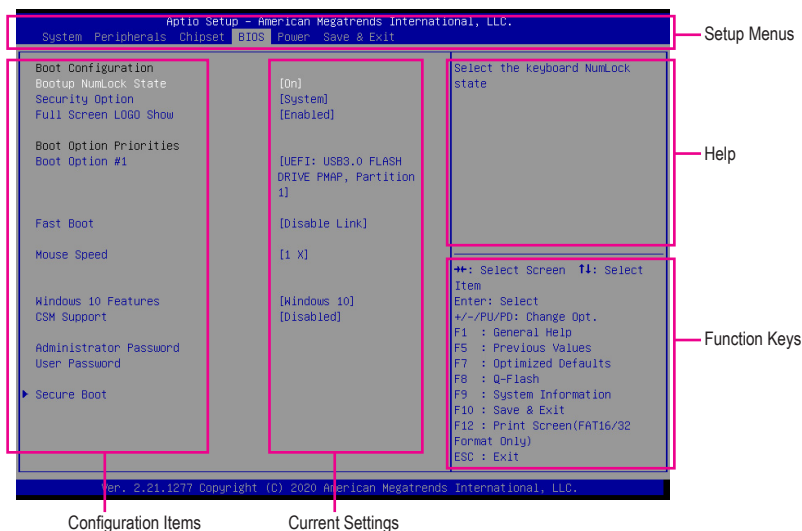 Aptio Setup - American Megatrends International, LLC.
System Peripherals Chipset BIOS Power Save & Exit
Setup Menus
Boot Configuration
Bootup NumLock State [On]
Security Option [System]
Full Screen LOGO Show [Enabled]
Boot Option Priorities
Boot Option #1 [UEFI: USB3.0 FLASH
DRIVE PMAP, Partition
1]
Fast Boot [Disable Link]
Mouse Speed [1 X]
Windows 10 Features [Windows 10]
CSM Support [Disabled]
Administrator Password
User Password
Secure Boot
Select the keyboard NumLock
state
Help
→←: Select Screen ↑↓: Select
Item
Enter: Select
+/-/PU/PD: Change Opt.
F1 : General Help
F5 : Previous Values
F7 : Optimized Defaults
F8 : Q-Flash
F9 : System Information
F10 : Save & Exit
F12 : Print Screen(FAT16/32
Format Only)
ESC : Exit
Function Keys
Ver. 2.21.1277 Copyright (C) 2020 American Megatrends International, LLC.
Configuration Items
Current Settings